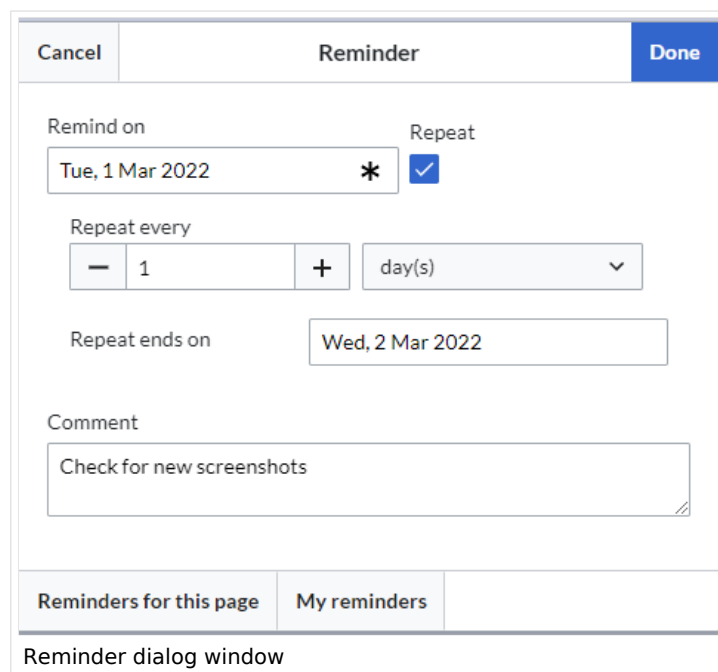 Cancel Reminder Done
Remind on Repeat
Tue, 1 Mar 2022 *
Repeat every
1 day(s)
Repeat ends on Wed, 2 Mar 2022
Comment
Check for new screenshots
Reminders for this page My reminders
Reminder dialog window